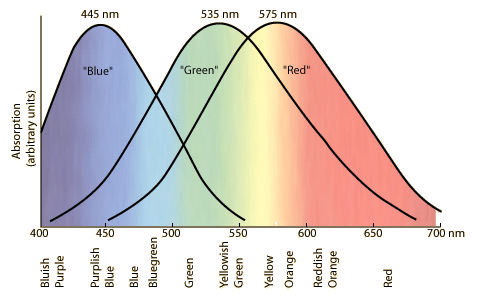 445 nm
535 nm
575 nm
"Blue"
"Green"
"Red"
Absorption
(arbitrary units)
400
450
500
550
600
650
700 nm
Bluish
Purple
Purplish
Blue
Blue
Bluegreen
Green
Yellowish
Green
Yellow
Orange
Reddish
Orange
Red